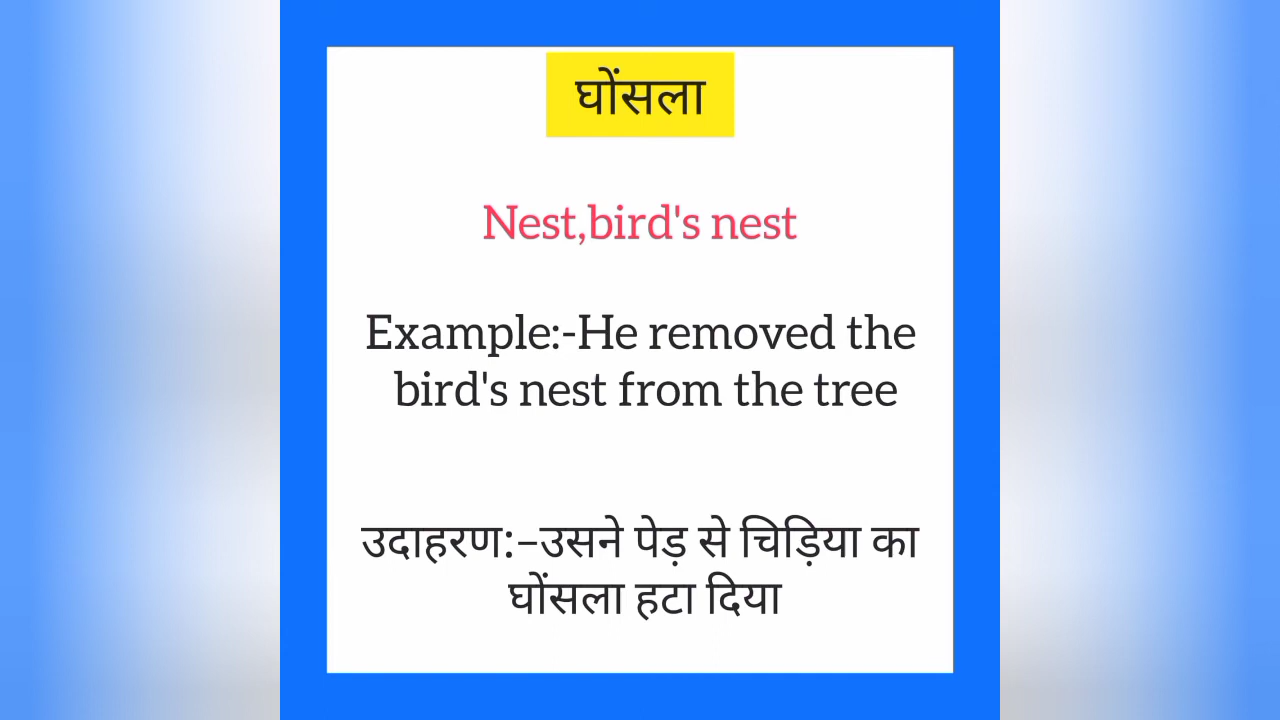 घोंसला
Nest,bird's nest
Example:-He removed the
bird's nest from the tree
उदाहरण:–उसने पेड़ से चिड़िया का
घोंसला हटा दिया